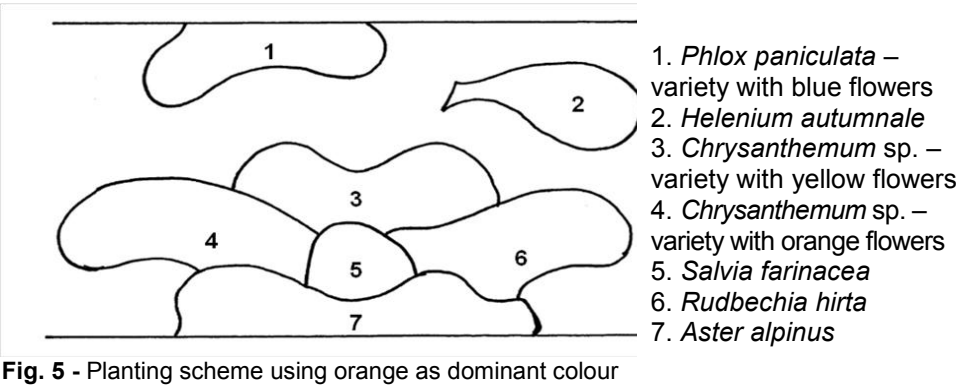 1
2
3
4
5
6
7
1. Phlox paniculata –
variety with blue flowers
2. Helenium autumnale
3. Chrysanthemum sp. –
variety with yellow flowers
4. Chrysanthemum sp. –
variety with orange flowers
5. Salvia farinacea
6. Rudbechia hirta
7. Aster alpinus
Fig. 5 - Planting scheme using orange as dominant colour